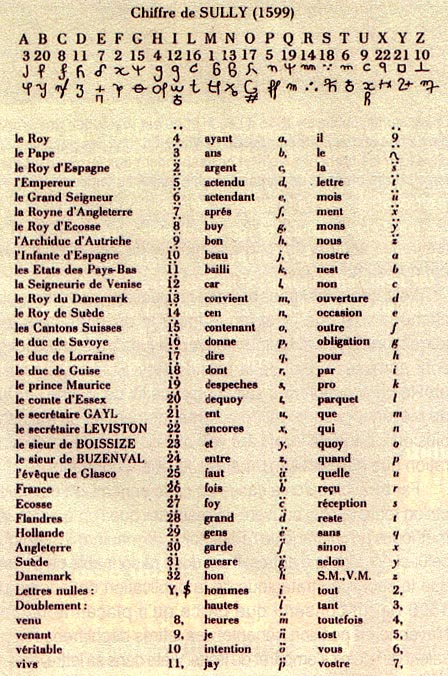 Chiffre de SULLY (1599)
A B C D E F G H I L M N O P Q R S T U X Y Z
3 20 8 11 7 2 15 4 12 16 1 13 17 5 19 14 18 6 9 22 21 10
le Roy 4 ayant a, il 9
le Pape 3 ans b, le
le Roy d'Espagne 2 argent c, la s̈
l'Empereur 5 actendu d, lettre ẗ
le Grand Seigneur 6 actendant e, mois ü
la Royne d'Angleterre 7 aprés f, ment ẍ
le Roy d'Ecosse 8 buy g, mons ÿ
l'Archiduc d'Autriche 9 bon h, nous z̈
l'Infante d'Espagne 10 beau j, nostre a
les Etats des Pays-Bas 11 bailli k, nest b
la Seigneurie de Venise 12 car l, non c
le Roy du Danemark 13 convient m, ouverture d
le Roy de Suède 14 cen n, occasion e
les Cantons Suisses 15 contenant o, outre f
le duc de Savoye 16 donne p, obligation g
le duc de Lorraine 17 dire q, pour h
le duc de Guise 18 dont r, par i
le prince Maurice 19 despeches s, pro k
le comte d'Essex 20 dequoy t, parquet l
le secrétaire GAYL 21 ent u, que m
le secrétaire LEVISTON 22 encores x, qui n
le sieur de BOISSIZE 23 et y, quoy o
le sieur de BUZENVAL 24 entre z, quand p
l'évêque de Glasco 25 faut ä quelle u
France 26 fois b̈ reçu r
Ecosse 27 foy c̈ réception s
Flandres 28 grand d̈ reste t
Hollande 29 gens ë sans q
Angleterre 30 garde f̈ sinon x
Suède 31 gueare g̈ selon y
Danemark 32 hon ḧ S.M.,V.M. z
Lettres nulles : Y, $ hommes ï tout 2,
Doublement : hautes l̈ tant 3,
venu 8, heures m̈ toutefois 4,
venant 9, je n̈ tost 5,
véritable 10 intention ö vous 6,
vivs 11, jay p̈ vostre 7,